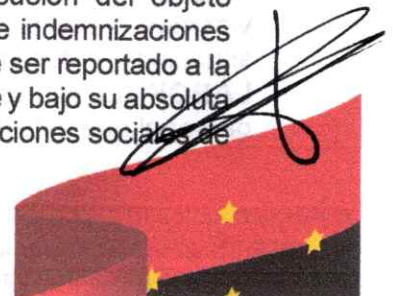 ución del objeto
e indemnizaciones
e ser reportado a la
e y bajo su absoluta
ciones sociales de